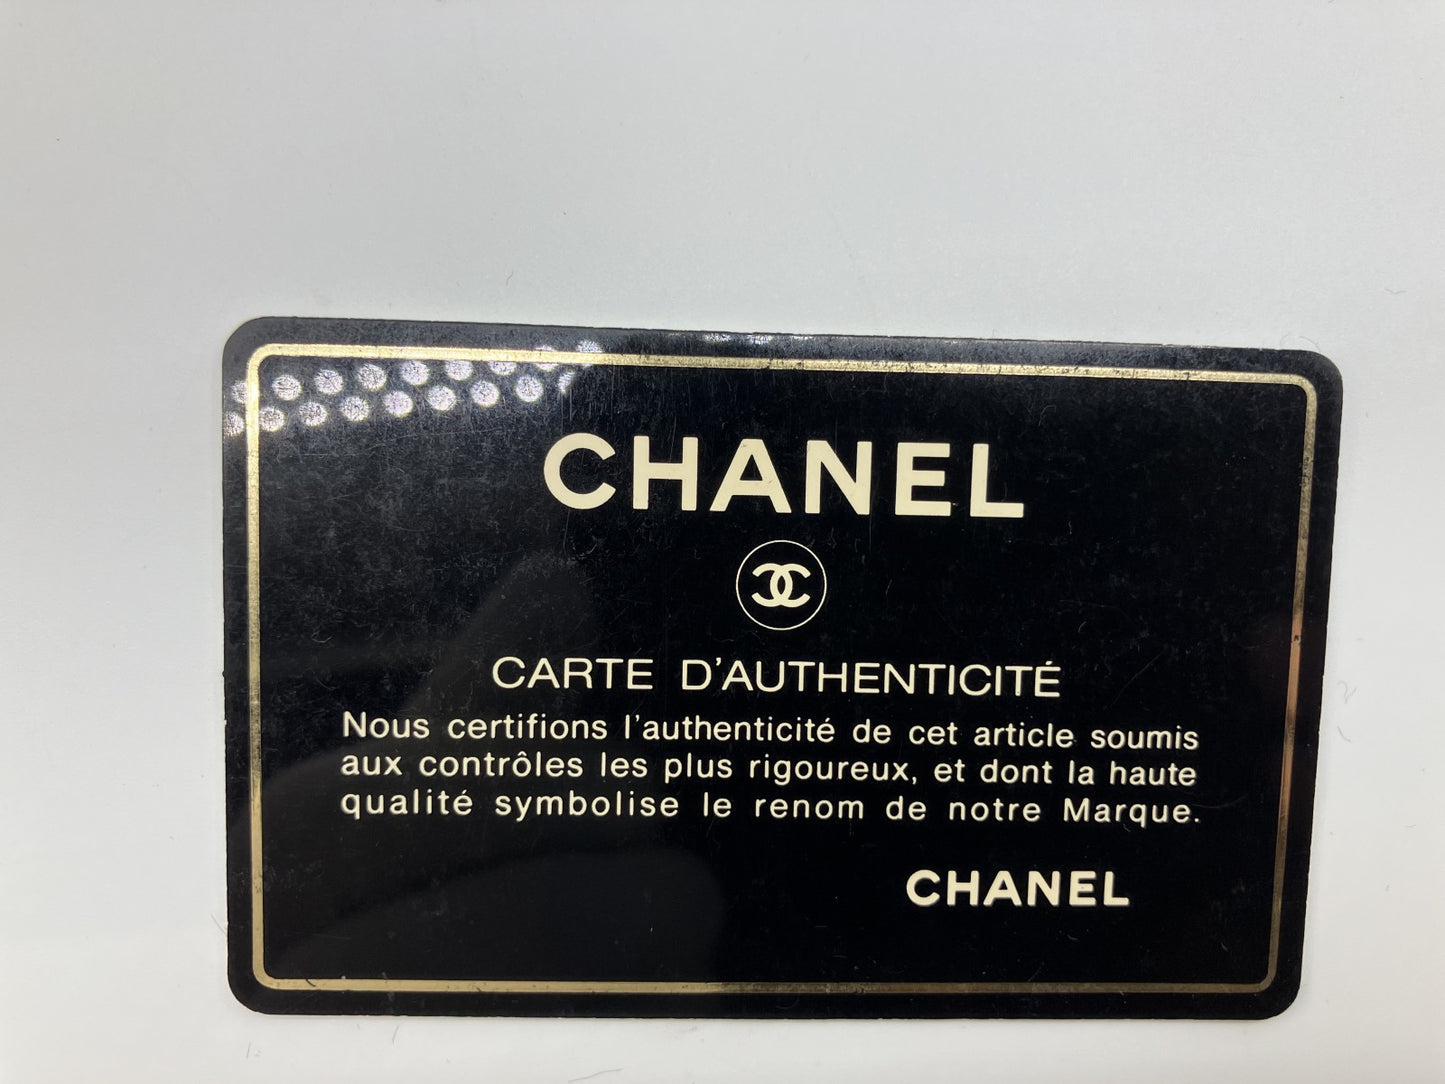 CHANEL
CARTE D'AUTHENTICITÉ
Nous certifions l'authenticité de cet article soumis
aux contrôles les plus rigoureux, et dont la haute
qualité symbolise le renom de notre Marque.
CHANEL